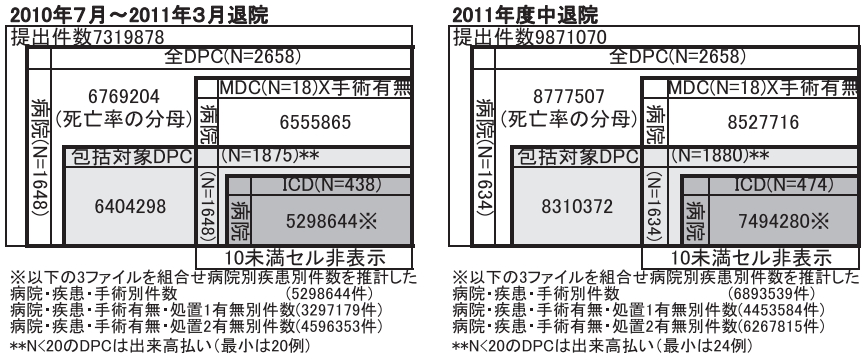 2010年７月～2011年３月退院
提出件数7319878
全DPC(N=2658)
MDC(N=18)X手術有無
6769204
(死亡率の分母)
6555865
病院(N=1648)
病院(N=1648)
包括対象DPC
(N=1875)**
ICD(N=438)
6404298
病院
5298644※
10未満セル非表示
※以下の3ファイルを組合せ病院別疾患別件数を推計した
病院・疾患・手術別件数 (5298644件)
病院・疾患・手術有無・処置1有無別件数(3297179件)
病院・疾患・手術有無・処置2有無別件数(4596353件)
**N<20のDPCは出来高払い（最小は20例）
2011年度中退院
提出件数9871070
全DPC(N=2658)
MDC(N=18)X手術有無
8777507
(死亡率の分母)
8527716
病院(N=1634)
病院(N=1634)
包括対象DPC
(N=1880)**
ICD(N=474)
8310372
病院
7494280※
10未満セル非表示
※以下の3ファイルを組合せ病院別疾患別件数を推計した
病院・疾患・手術別件数 (6893539件)
病院・疾患・手術有無・処置1有無別件数(4453584件)
病院・疾患・手術有無・処置2有無別件数(6267815件)
**N<20のDPCは出来高払い（最小は24例）